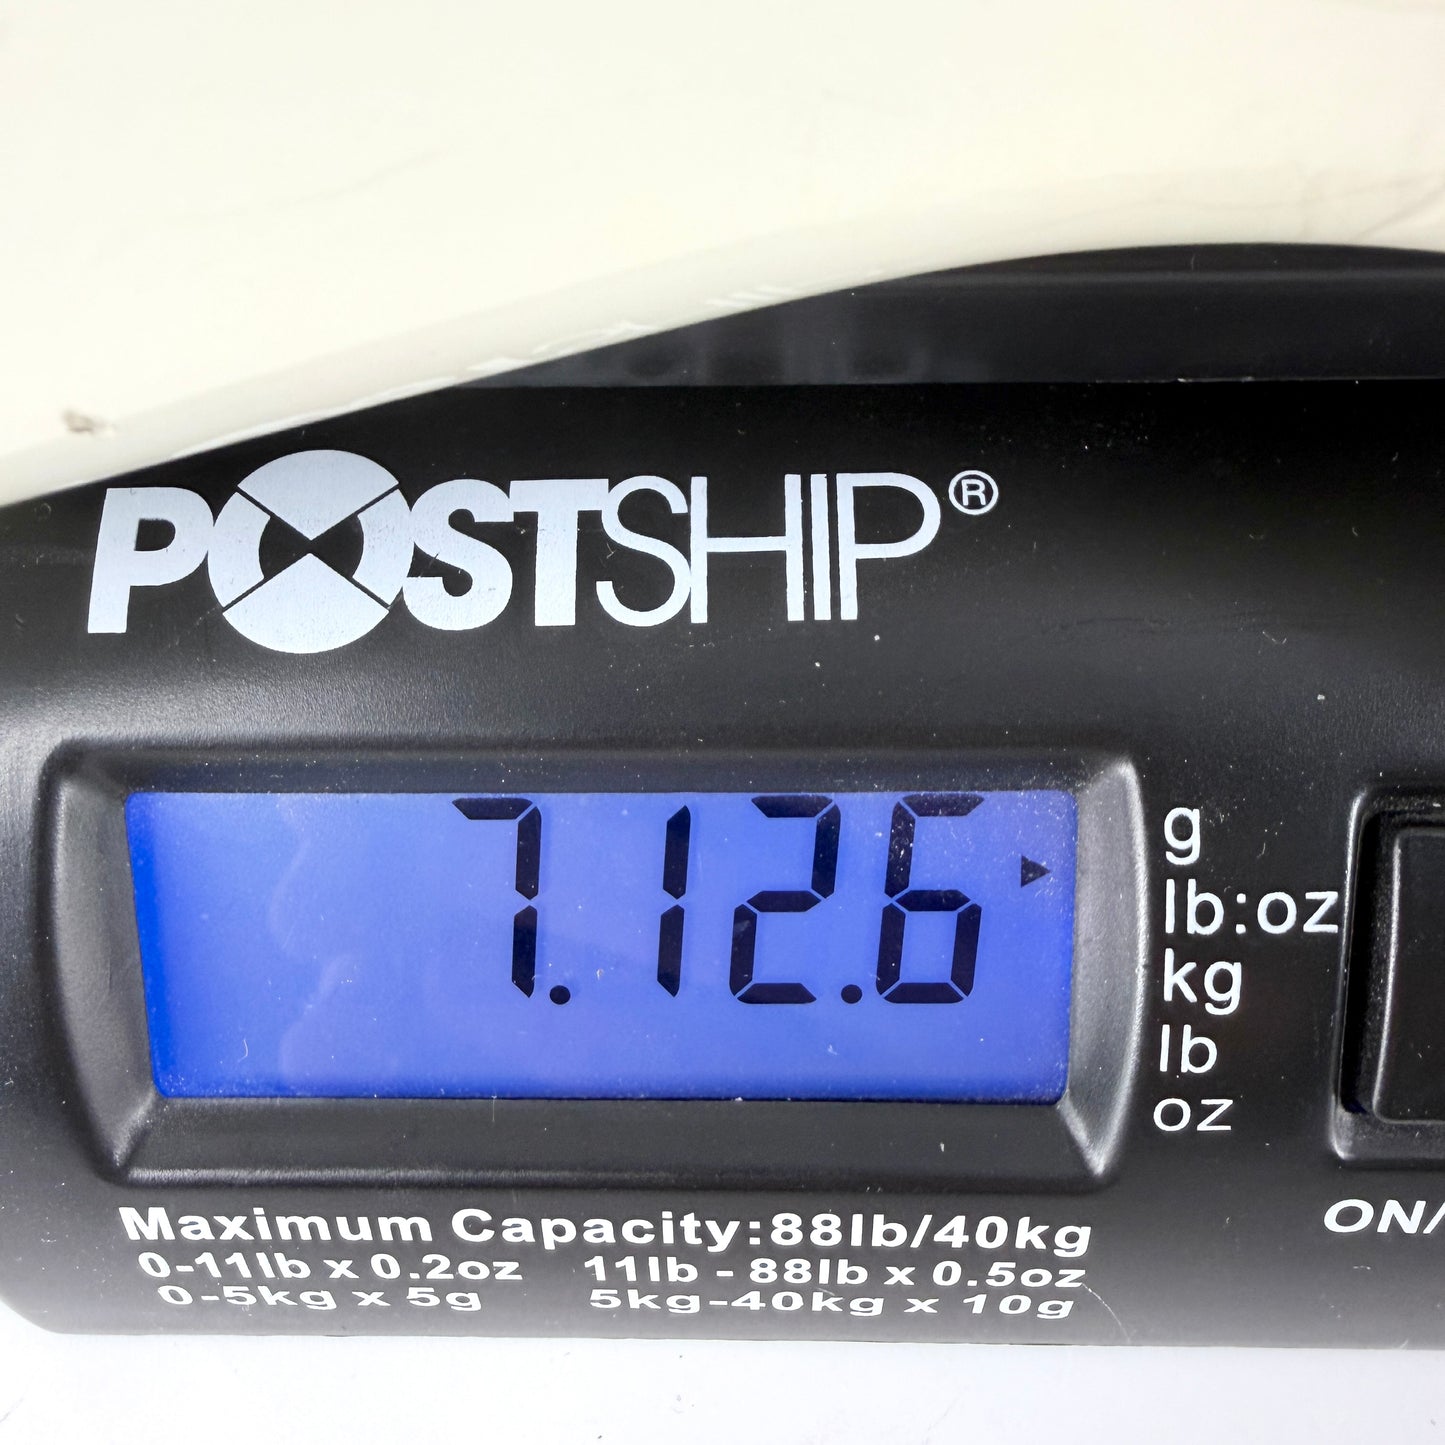 POSTSHIP®
7.12.6
g
lb:oz
kg
lb
oz
ON/
Maximum Capacity:88lb/40kg
0-11lb x 0.2oz 11lb - 88lb x 0.5oz
0-5kg x 5g 5kg-40kg x 10g